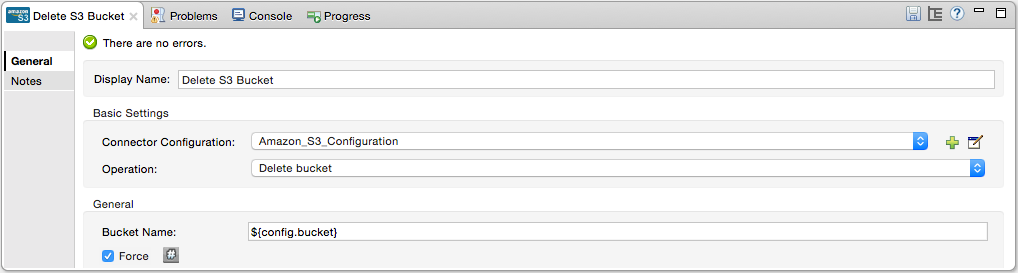 amazon S3 Delete S3 Bucket Problems Console Progress
There are no errors.
General
Notes
Display Name: Delete S3 Bucket
Basic Settings
Connector Configuration: Amazon_S3_Configuration
Operation: Delete bucket
General
Bucket Name: ${config.bucket}
Force #